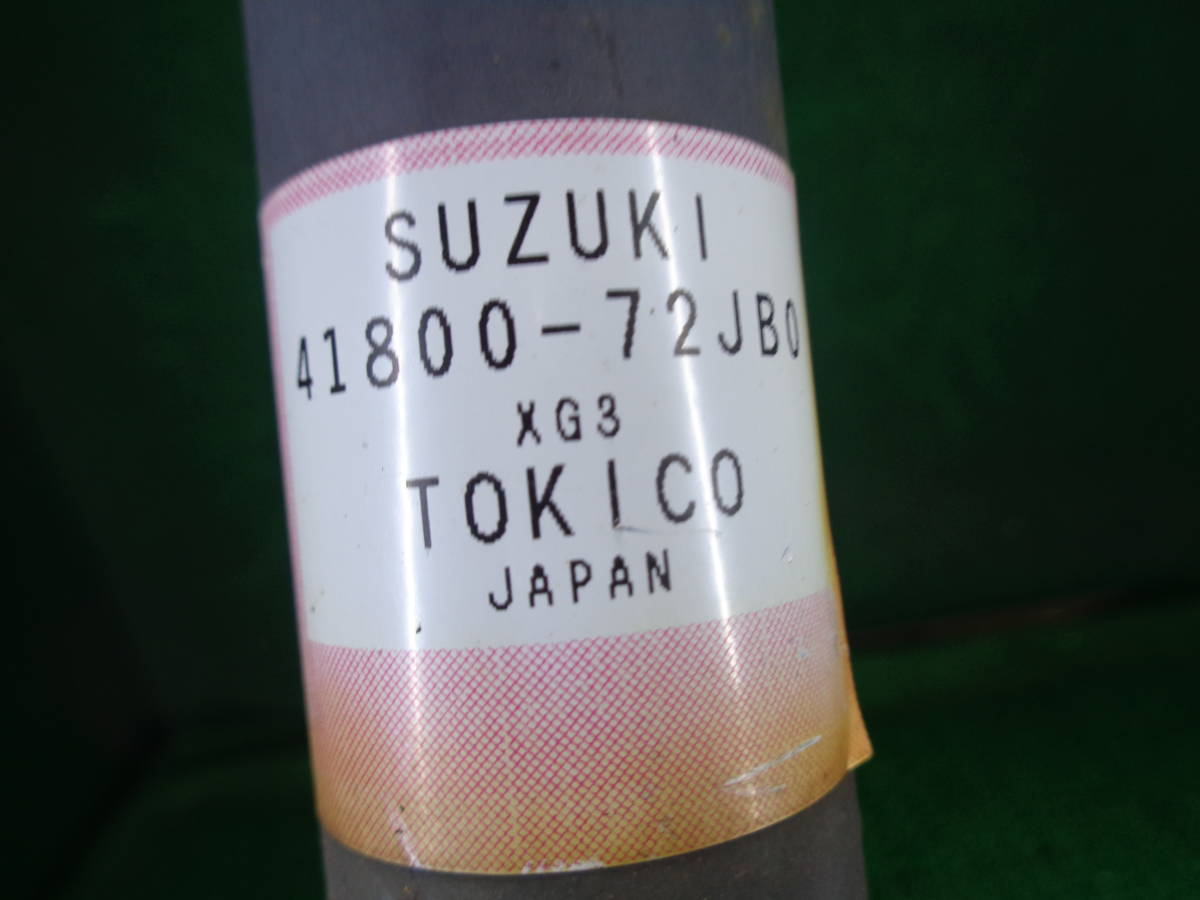 SUZUKI
41800-72JB0
XG3
TOKICO
JAPAN